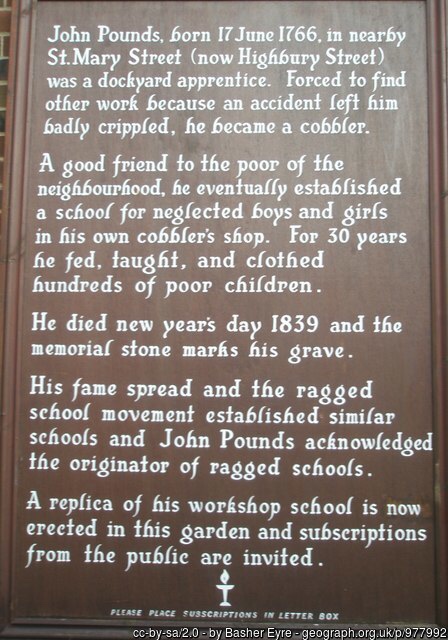 John Pounds, born 17 June 1766, in nearby
St. Mary Street (now Highbury Street)
was a dockyard apprentice. Forced to find
other work because an accident left him
badly crippled, he became a cobbler.
A good friend to the poor of the
neighbourhood, he eventually established
a school for neglected boys and girls
in his own cobbler's shop. For 30 years
he fed, taught, and clothed
hundreds of poor children.
He died new year's day 1839 and the
memorial stone marks his grave.
His fame spread and the ragged
school movement established similar
schools and John Pounds acknowledged
the originator of ragged schools.
A replica of his workshop school is now
erected in this garden and subscriptions
from the public are invited.
PLEASE PLACE SUBSCRIPTIONS IN LETTER BOX
cc-by-sa/2.0 - by Basher Eyre - geograph.org.uk/p/977992